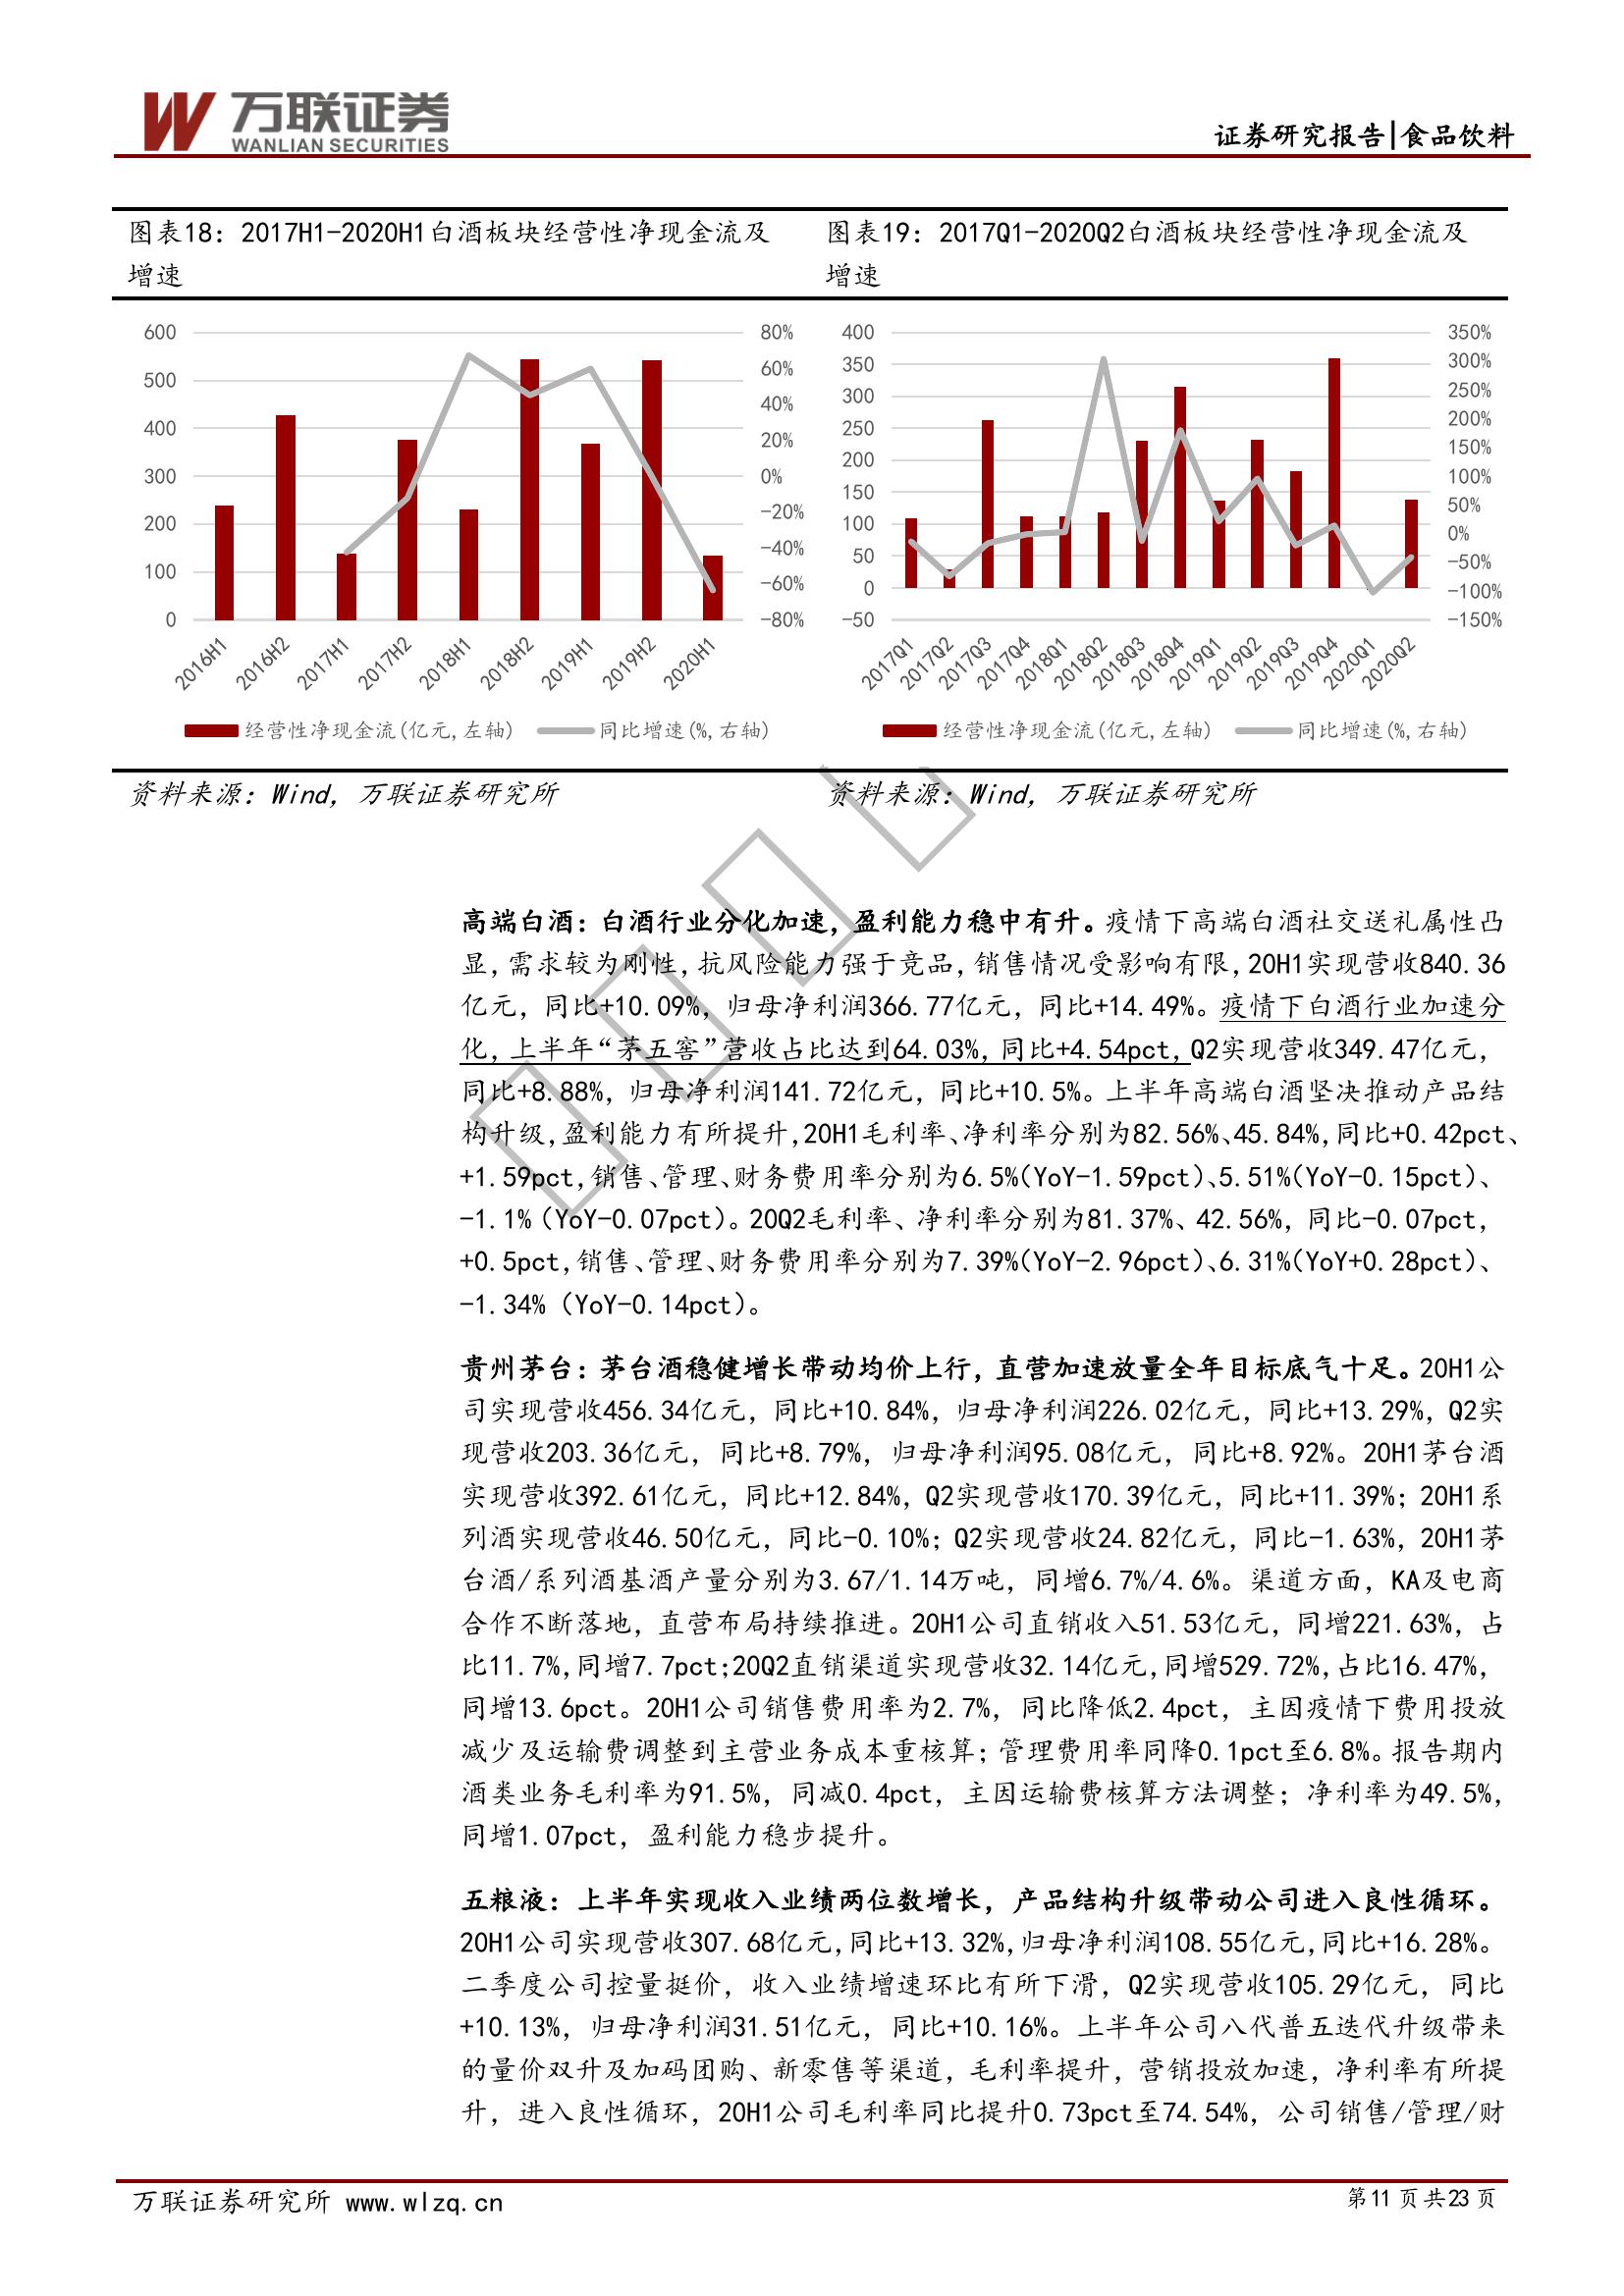 万联证券
WANLIAN SECURITIES
证券研究报告|食品饮料
图表18：2017H1-2020H1白酒板块经营性净现金流及
增速
600
500
400
300
200
100
0
80%
60%
40%
20%
0%
-20%
-40%
-60%
-80%
2016H1
2016H2
2017H1
2017H2
2018H1
2018H2
2019H1
2019H2
2020H1
经营性净现金流(亿元,左轴)
同比增速(%,右轴)
资料来源：Wind, 万联证券研究所
图表19：2017Q1-2020Q2白酒板块经营性净现金流及
增速
400
350
300
250
200
150
100
50
0
-50
350%
300%
250%
200%
150%
100%
50%
0%
-50%
-100%
-150%
2017Q1
2017Q2
2017Q3
2017Q4
2018Q1
2018Q2
2018Q3
2018Q4
2019Q1
2019Q2
2019Q3
2019Q4
2020Q1
2020Q2
经营性净现金流(亿元,左轴)
同比增速(%,右轴)
资料来源：Wind, 万联证券研究所
高端白酒：白酒行业分化加速，盈利能力稳中有升。疫情下高端白酒社交送礼属性凸
显，需求较为刚性，抗风险能力强于竞品，销售情况受影响有限，20H1实现营收840.36
亿元，同比+10.09%，归母净利润366.77亿元，同比+14.49%。疫情下白酒行业加速分
化，上半年“茅五窖”营收占比达到64.03%，同比+4.54pct，Q2实现营收349.47亿元，
同比+8.88%，归母净利润141.72亿元，同比+10.5%。上半年高端白酒坚决推动产品结
构升级，盈利能力有所提升，20H1毛利率、净利率分别为82.56%、45.84%，同比+0.42pct、
+1.59pct，销售、管理、财务费用率分别为6.5%(YoY-1.59pct)、5.51%(YoY-0.15pct)、
-1.1%（YoY-0.07pct）。20Q2毛利率、净利率分别为81.37%、42.56%，同比-0.07pct，
+0.5pct，销售、管理、财务费用率分别为7.39%(YoY-2.96pct)、6.31%(YoY+0.28pct)、
-1.34%（YoY-0.14pct）。
贵州茅台：茅台酒稳健增长带动均价上行，直营加速放量全年目标底气十足。20H1公
司实现营收456.34亿元，同比+10.84%，归母净利润226.02亿元，同比+13.29%，Q2实
现营收203.36亿元，同比+8.79%，归母净利润95.08亿元，同比+8.92%。20H1茅台酒
实现营收392.61亿元，同比+12.84%，Q2实现营收170.39亿元，同比+11.39%；20H1系
列酒实现营收46.50亿元，同比-0.10%；Q2实现营收24.82亿元，同比-1.63%，20H1茅
台酒/系列酒基酒产量分别为3.67/1.14万吨，同增6.7%/4.6%。渠道方面，KA及电商
合作不断落地，直营布局持续推进。20H1公司直销收入51.53亿元，同增221.63%，占
比11.7%，同增7.7pct；20Q2直销渠道实现营收32.14亿元，同增529.72%，占比16.47%，
同增13.6pct。20H1公司销售费用率为2.7%，同比降低2.4pct，主因疫情下费用投放
减少及运输费调整到主营业务成本重核算；管理费用率同降0.1pct至6.8%。报告期内
酒类业务毛利率为91.5%，同减0.4pct，主因运输费核算方法调整；净利率为49.5%，
同增1.07pct，盈利能力稳步提升。
五粮液：上半年实现收入业绩两位数增长，产品结构升级带动公司进入良性循环。
20H1公司实现营收307.68亿元，同比+13.32%，归母净利润108.55亿元，同比+16.28%。
二季度公司控量挺价，收入业绩增速环比有所下滑，Q2实现营收105.29亿元，同比
+10.13%，归母净利润31.51亿元，同比+10.16%。上半年公司八代普五迭代升级带来
的量价双升及加码团购、新零售等渠道，毛利率提升，营销投放加速，净利率有所提
升，进入良性循环，20H1公司毛利率同比提升0.73pct至74.54%，公司销售/管理/财
万联证券研究所 www.wlzq.cn
第11 页 共23 页